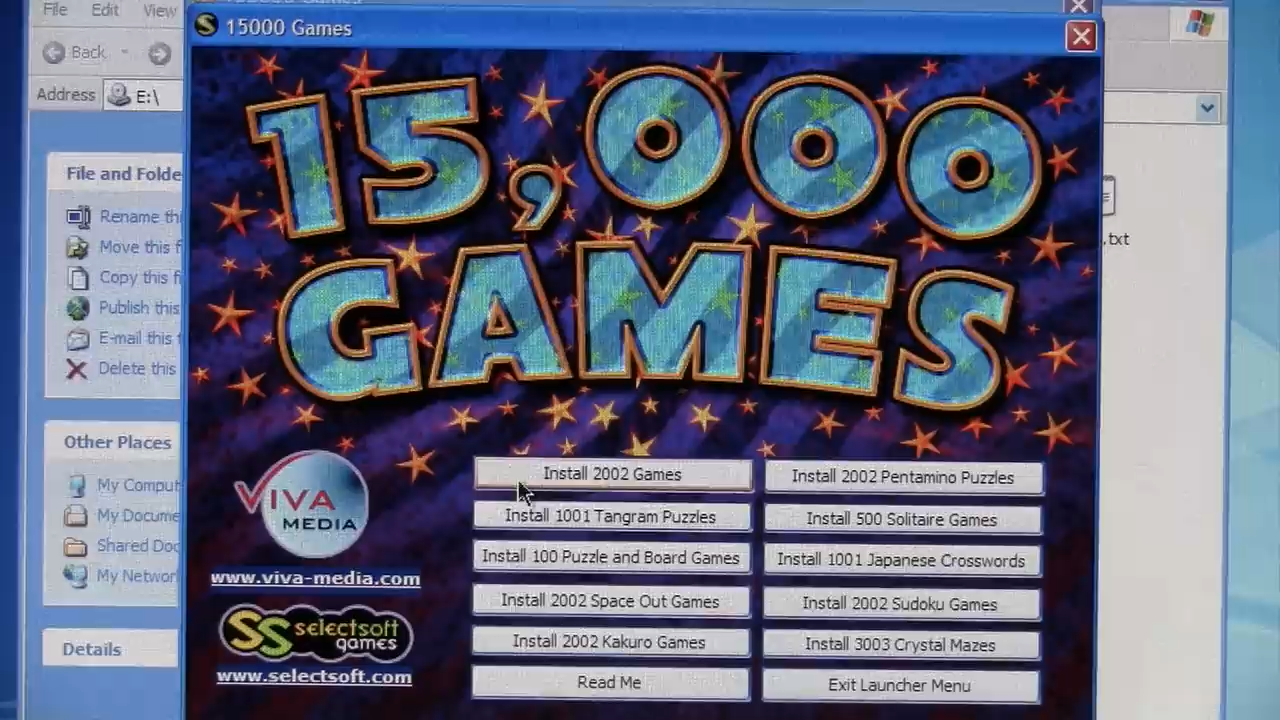 File Edit View
15000 Games
Back
Address E:\
15,000
GAMES
File and Folde
Rename thi
Move this f
Copy this fi
Publish this
E-mail this f
Delete this
.txt
Other Places
My Comput
My Docume
Shared Doc
My Network
Details
VIVA
MEDIA
www.viva-media.com
SS selectsoft
games
www.selectsoft.com
Install 2002 Games
Install 2002 Pentamino Puzzles
Install 1001 Tangram Puzzles
Install 500 Solitaire Games
Install 100 Puzzle and Board Games
Install 1001 Japanese Crosswords
Install 2002 Space Out Games
Install 2002 Sudoku Games
Install 2002 Kakuro Games
Install 3003 Crystal Mazes
Read Me
Exit Launcher Menu